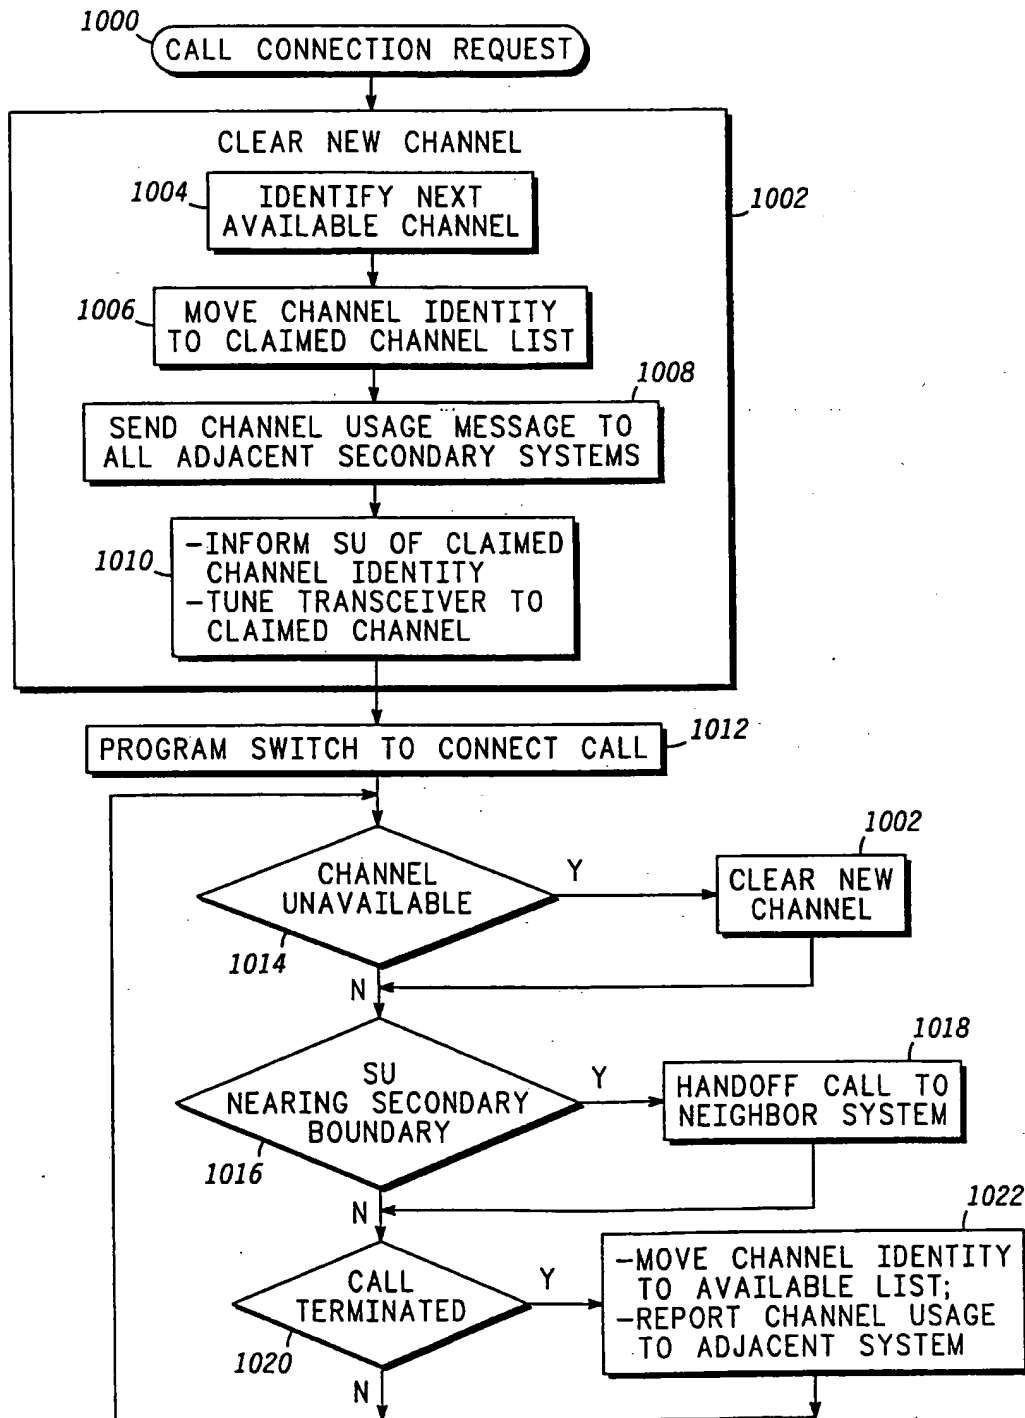 1000
CALL CONNECTION REQUEST
CLEAR NEW CHANNEL
1002
1004
IDENTIFY NEXT
AVAILABLE CHANNEL
1006
MOVE CHANNEL IDENTITY
TO CLAIMED CHANNEL LIST
1008
SEND CHANNEL USAGE MESSAGE TO
ALL ADJACENT SECONDARY SYSTEMS
1010
-INFORM SU OF CLAIMED
CHANNEL IDENTITY
-TUNE TRANSCEIVER TO
CLAIMED CHANNEL
PROGRAM SWITCH TO CONNECT CALL
1012
CHANNEL
UNAVAILABLE
1014
Y
1002
CLEAR NEW
CHANNEL
N
SU
NEARING SECONDARY
BOUNDARY
1016
Y
1018
HANDOFF CALL TO
NEIGHBOR SYSTEM
N
CALL
TERMINATED
1020
Y
1022
-MOVE CHANNEL IDENTITY
TO AVAILABLE LIST;
-REPORT CHANNEL USAGE
TO ADJACENT SYSTEM
N